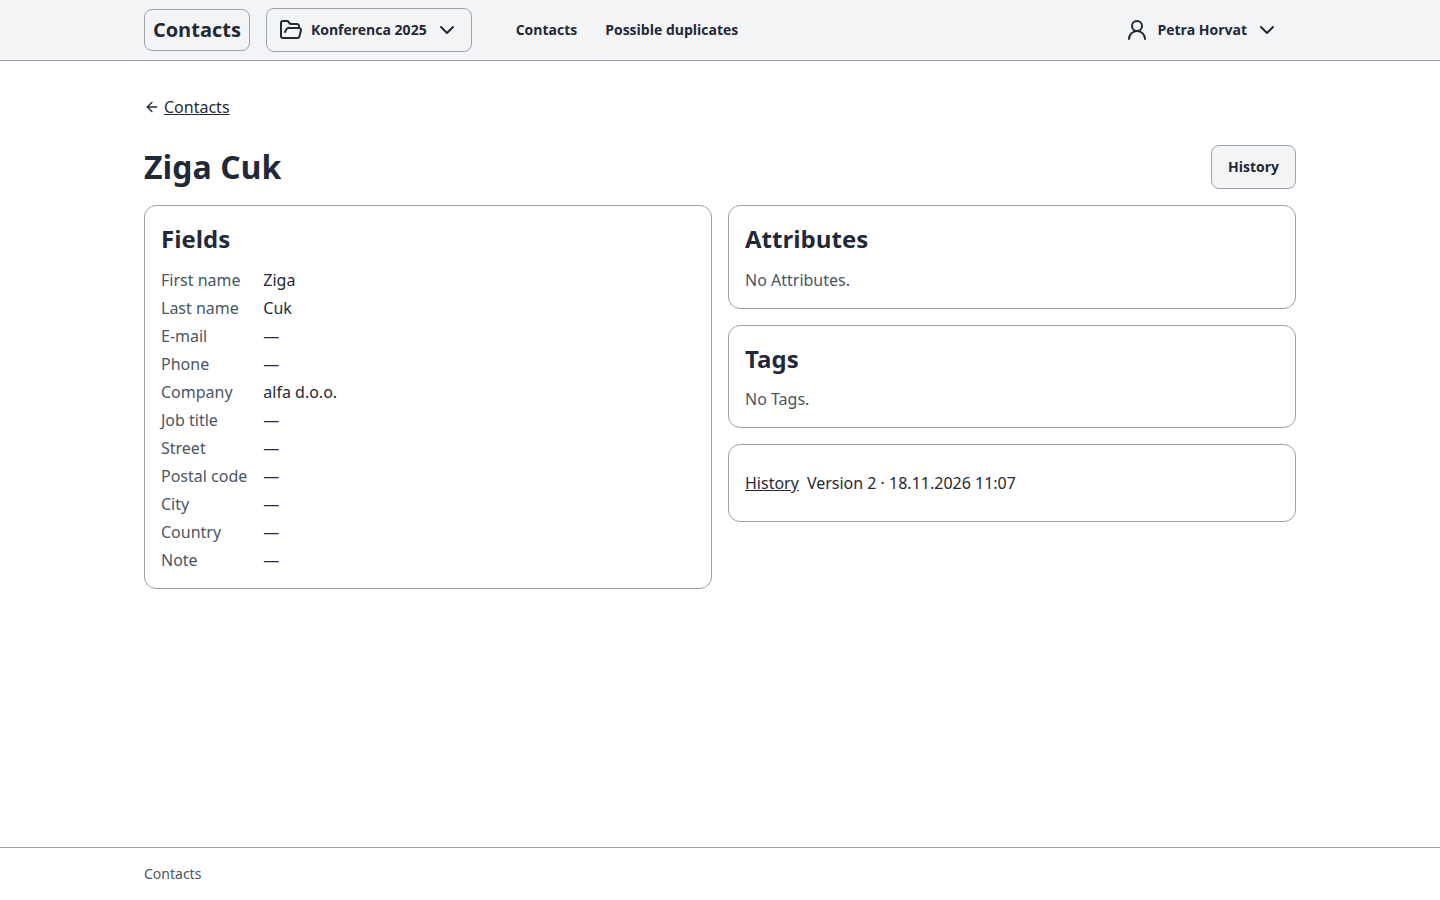 Contacts
Konferenca 2025
Contacts
Possible duplicates
Petra Horvat
Contacts
Ziga Cuk
History
Fields
First name Ziga
Last name Cuk
E-mail —
Phone —
Company alfa d.o.o.
Job title —
Street —
Postal code —
City —
Country —
Note —
Attributes
No Attributes.
Tags
No Tags.
History Version 2 · 18.11.2026 11:07
Contacts